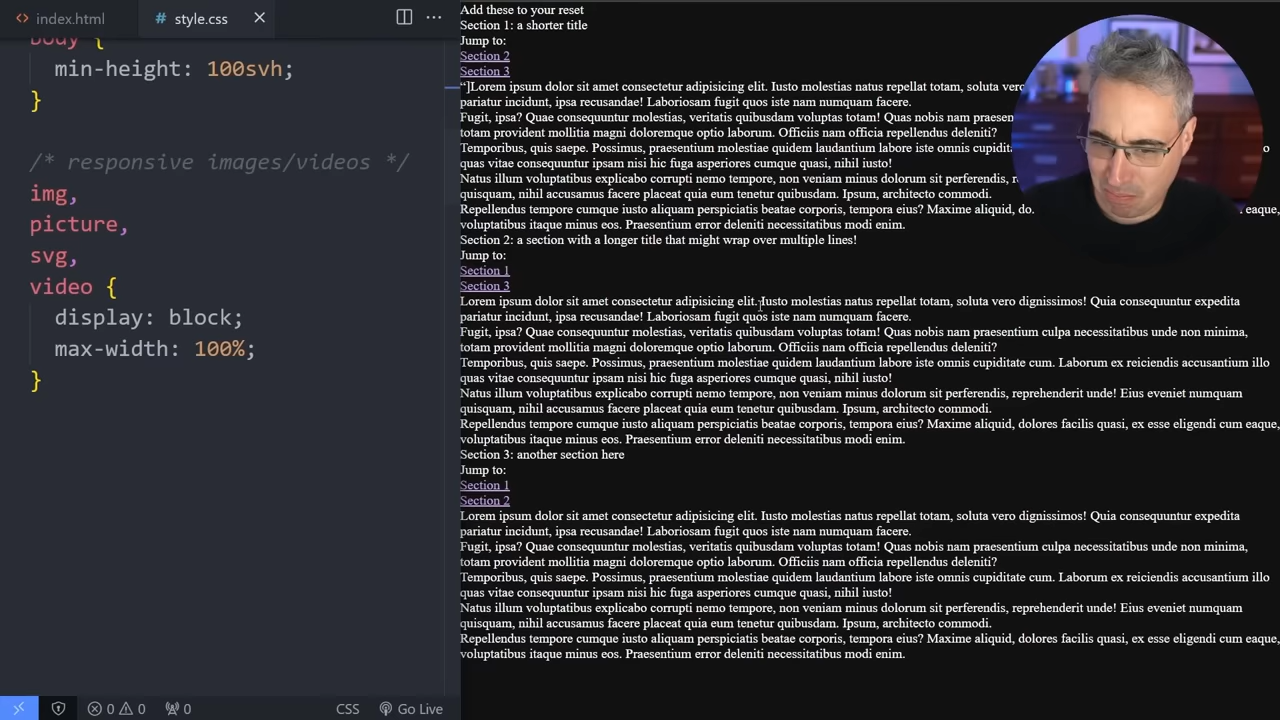 index.html
style.css
body {
min-height: 100svh;
}
/* responsive images/videos */
img,
picture,
svg,
video {
display: block;
max-width: 100%;
}
0 0 0
CSS
Go Live
Add these to your reset
Section 1: a shorter title
Jump to:
Section 2
Section 3
“]Lorem ipsum dolor sit amet consectetur adipisicing elit. Iusto molestias natus repellat totam, soluta vero
pariatur incidunt, ipsa recusandae! Laboriosam fugit quos iste nam numquam facere.
Fugit, ipsa? Quae consequuntur molestias, veritatis quibusdam voluptas totam! Quas nobis nam
totam provident mollitia magni doloremque optio laborum. Officiis nam officia repellendus deleniti?
Temporibus, quis saepe. Possimus, praesentium molestiae quidem laudantium labore iste omnis
quas vitae consequuntur ipsam nisi hic fuga asperiores cumque quasi, nihil iusto!
Natus illum voluptatibus explicabo corrupti nemo tempore, non veniam minus dolorum sit perferendis,
quisquam, nihil accusamus facere placeat quia eum tenetur quibusdam. Ipsum, architecto commodi.
Repellendus tempore cumque iusto aliquam perspiciatis beatae corporis, tempora eius? Maxime aliquid, eaque,
voluptatibus itaque minus eos. Praesentium error deleniti necessitatibus modi enim.
Section 2: a section with a longer title that might wrap over multiple lines!
Jump to:
Section 1
Section 3
Lorem ipsum dolor sit amet consectetur adipisicing elit. Iusto molestias natus repellat totam, soluta vero dignissimos! Quia consequuntur expedita
pariatur incidunt, ipsa recusandae! Laboriosam fugit quos iste nam numquam facere.
Fugit, ipsa? Quae consequuntur molestias, veritatis quibusdam voluptas totam! Quas nobis nam praesentium culpa necessitatibus unde non minima,
totam provident mollitia magni doloremque optio laborum. Officiis nam officia repellendus deleniti?
Temporibus, quis saepe. Possimus, praesentium molestiae quidem laudantium labore iste omnis cupiditate cum. Laborum ex reiciendis accusantium illo
quas vitae consequuntur ipsam nisi hic fuga asperiores cumque quasi, nihil iusto!
Natus illum voluptatibus explicabo corrupti nemo tempore, non veniam minus dolorum sit perferendis, reprehenderit unde! Eius eveniet numquam
quisquam, nihil accusamus facere placeat quia eum tenetur quibusdam. Ipsum, architecto commodi.
Repellendus tempore cumque iusto aliquam perspiciatis beatae corporis, tempora eius? Maxime aliquid, dolores facilis quasi, ex esse eligendi cum eaque,
voluptatibus itaque minus eos. Praesentium error deleniti necessitatibus modi enim.
Section 3: another section here
Jump to:
Section 1
Section 2
Lorem ipsum dolor sit amet consectetur adipisicing elit. Iusto molestias natus repellat totam, soluta vero dignissimos! Quia consequuntur expedita
pariatur incidunt, ipsa recusandae! Laboriosam fugit quos iste nam numquam facere.
Fugit, ipsa? Quae consequuntur molestias, veritatis quibusdam voluptas totam! Quas nobis nam praesentium culpa necessitatibus unde non minima,
totam provident mollitia magni doloremque optio laborum. Officiis nam officia repellendus deleniti?
Temporibus, quis saepe. Possimus, praesentium molestiae quidem laudantium labore iste omnis cupiditate cum. Laborum ex reiciendis accusantium illo
quas vitae consequuntur ipsam nisi hic fuga asperiores cumque quasi, nihil iusto!
Natus illum voluptatibus explicabo corrupti nemo tempore, non veniam minus dolorum sit perferendis, reprehenderit unde! Eius eveniet numquam
quisquam, nihil accusamus facere placeat quia eum tenetur quibusdam. Ipsum, architecto commodi.
Repellendus tempore cumque iusto aliquam perspiciatis beatae corporis, tempora eius? Maxime aliquid, dolores facilis quasi, ex esse eligendi cum eaque,
voluptatibus itaque minus eos. Praesentium error deleniti necessitatibus modi enim.